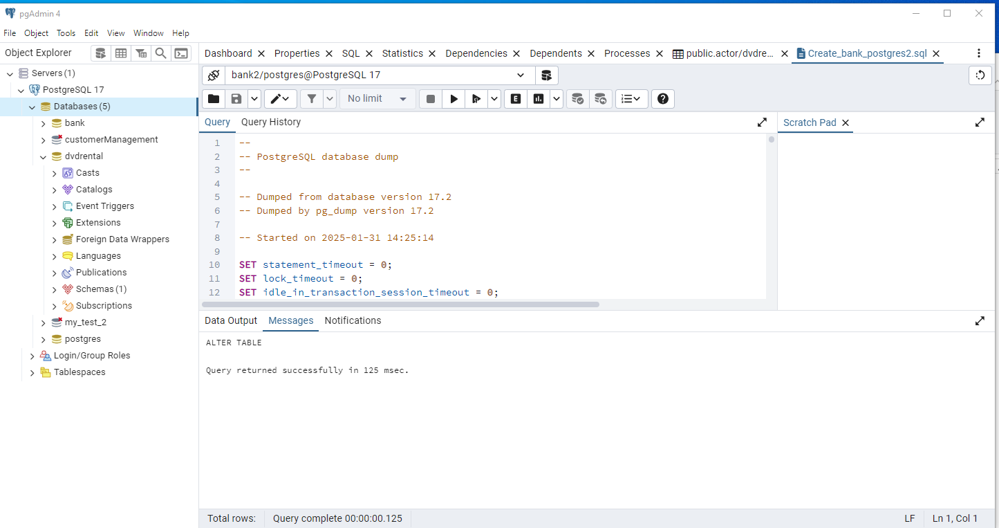 pgAdmin 4
File Object Tools Edit View Window Help
Object Explorer
Servers (1)
PostgreSQL 17
Databases (5)
bank
customerManagement
dvdrental
Casts
Catalogs
Event Triggers
Extensions
Foreign Data Wrappers
Languages
Publications
Schemas (1)
Subscriptions
my_test_2
postgres
Login/Group Roles
Tablespaces
Dashboard Properties SQL Statistics Dependencies Dependents Processes public.actor/dvdre... Create_bank_postgres2.sql
bank2/postgres@PostgreSQL 17
No limit
E
Query Query History
Scratch Pad
1 --
2 -- PostgreSQL database dump
3 --
4
5 -- Dumped from database version 17.2
6 -- Dumped by pg_dump version 17.2
7
8 -- Started on 2025-01-31 14:25:14
9
10 SET statement_timeout = 0;
11 SET lock_timeout = 0;
12 SET idle_in_transaction_session_timeout = 0;
Data Output Messages Notifications
ALTER TABLE
Query returned successfully in 125 msec.
Total rows: Query complete 00:00:00.125 LF Ln 1, Col 1